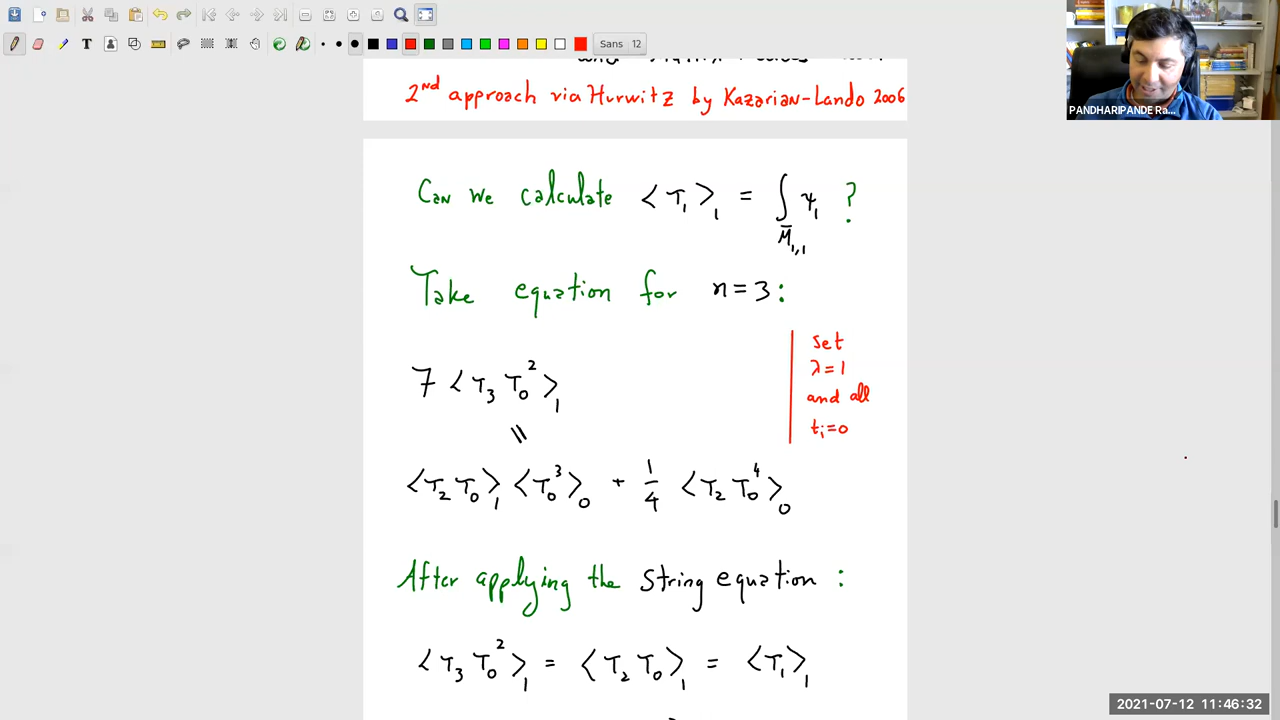 Sans 12
PANDHARIPANDE Ra...
2nd approach via Hurwitz by Kazarian-Lando 2006
Can we calculate <τ₁>₁ = ∫_{M̄₁,₁} ψ₁ ?
Take equation for n=3:
set
λ=1
and all
tᵢ=0
7 <τ₃ τ₀²>₁
=
<τ₂ τ₀>₁ <τ₀³>₀ + 1/4 <τ₂ τ₀⁴>₀
After applying the string equation :
<τ₃ τ₀²>₁ = <τ₂ τ₀>₁ = <τ₁>₁
2021-07-12 11:46:32